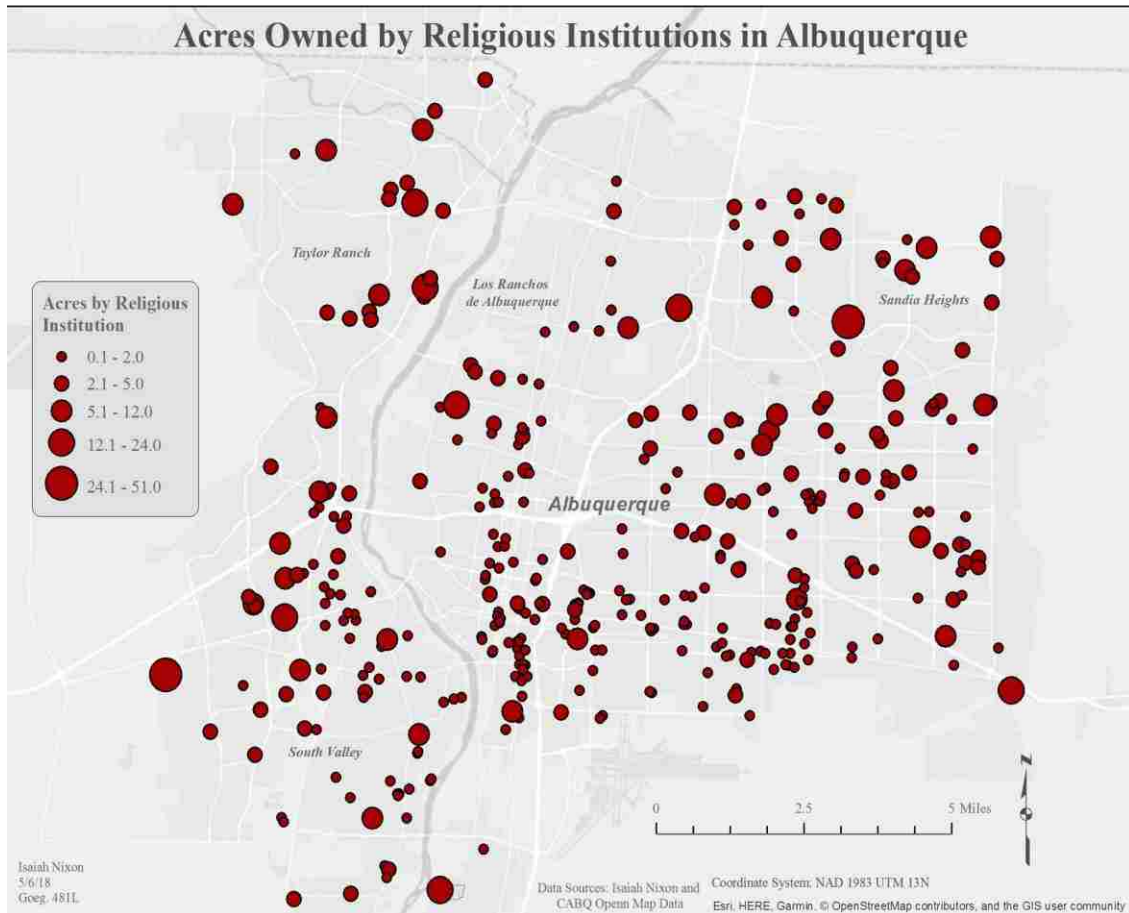 Acres Owned by Religious Institutions in Albuquerque
Taylor Ranch
Los Ranchos
de Albuquerque
Sandia Heights
Acres by Religious
Institution
0.1 - 2.0
2.1 - 5.0
5.1 - 12.0
12.1 - 24.0
24.1 - 51.0
Albuquerque
South Valley
N
0 2.5 5 Miles
Isaiah Nixon
5/6/18
Goeg. 481L
Data Sources: Isaiah Nixon and
CABQ Openn Map Data
Coordinate System: NAD 1983 UTM 13N
Esri, HERE, Garmin, © OpenStreetMap contributors, and the GIS user community